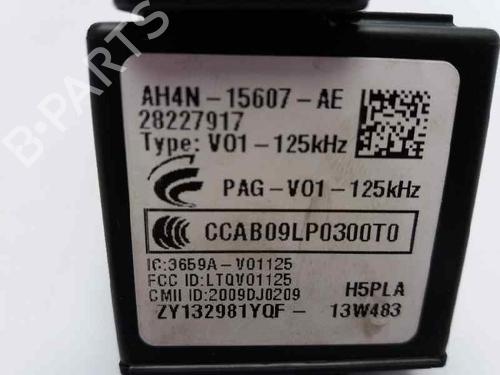 AH4N-15607-AE
28227917
Type: V01-125kHz
PAG-V01-125kHz
CCAB09LP0300T0
IC:3659A-V01125
FCC ID:LTQV01125
CMII ID:2009DJ0209
H5PLA
ZY132981YQF- 13W483
B-PARTS